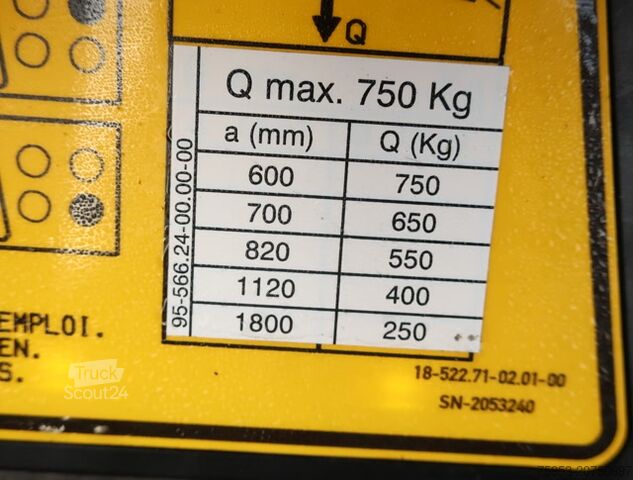 Q
Q max. 750 Kg
a (mm) Q (Kg)
600 750
700 650
820 550
1120 400
1800 250
95-566.24-00.00-00
EMPLOI.
EN.
S.
18-522.71-02.01-00
SN-2053240
Truck
Scout24